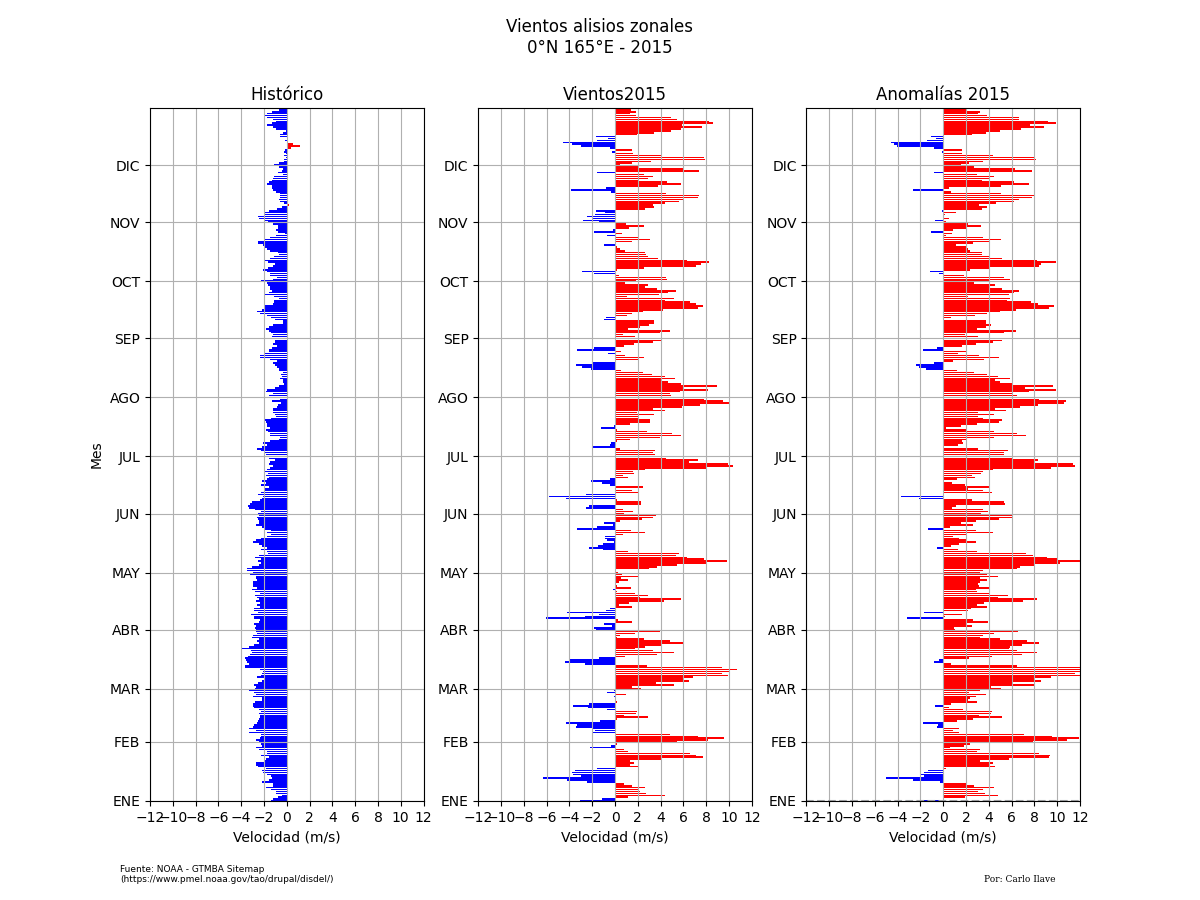 Vientos alisios zonales
0°N 165°E - 2015
Histórico
Vientos2015
Anomalías 2015
DIC
NOV
OCT
SEP
AGO
JUL
JUN
MAY
ABR
MAR
FEB
ENE
Mes
−12 −10 −8 −6 −4 −2 0 2 4 6 8 10 12
Velocidad (m/s)
DIC
NOV
OCT
SEP
AGO
JUL
JUN
MAY
ABR
MAR
FEB
ENE
−12 −10 −8 −6 −4 −2 0 2 4 6 8 10 12
Velocidad (m/s)
DIC
NOV
OCT
SEP
AGO
JUL
JUN
MAY
ABR
MAR
FEB
ENE
−12 −10 −8 −6 −4 −2 0 2 4 6 8 10 12
Velocidad (m/s)
Fuente: NOAA - GTMBA Sitemap
(https://www.pmel.noaa.gov/tao/drupal/disdel/)
Por: Carlo Ilave